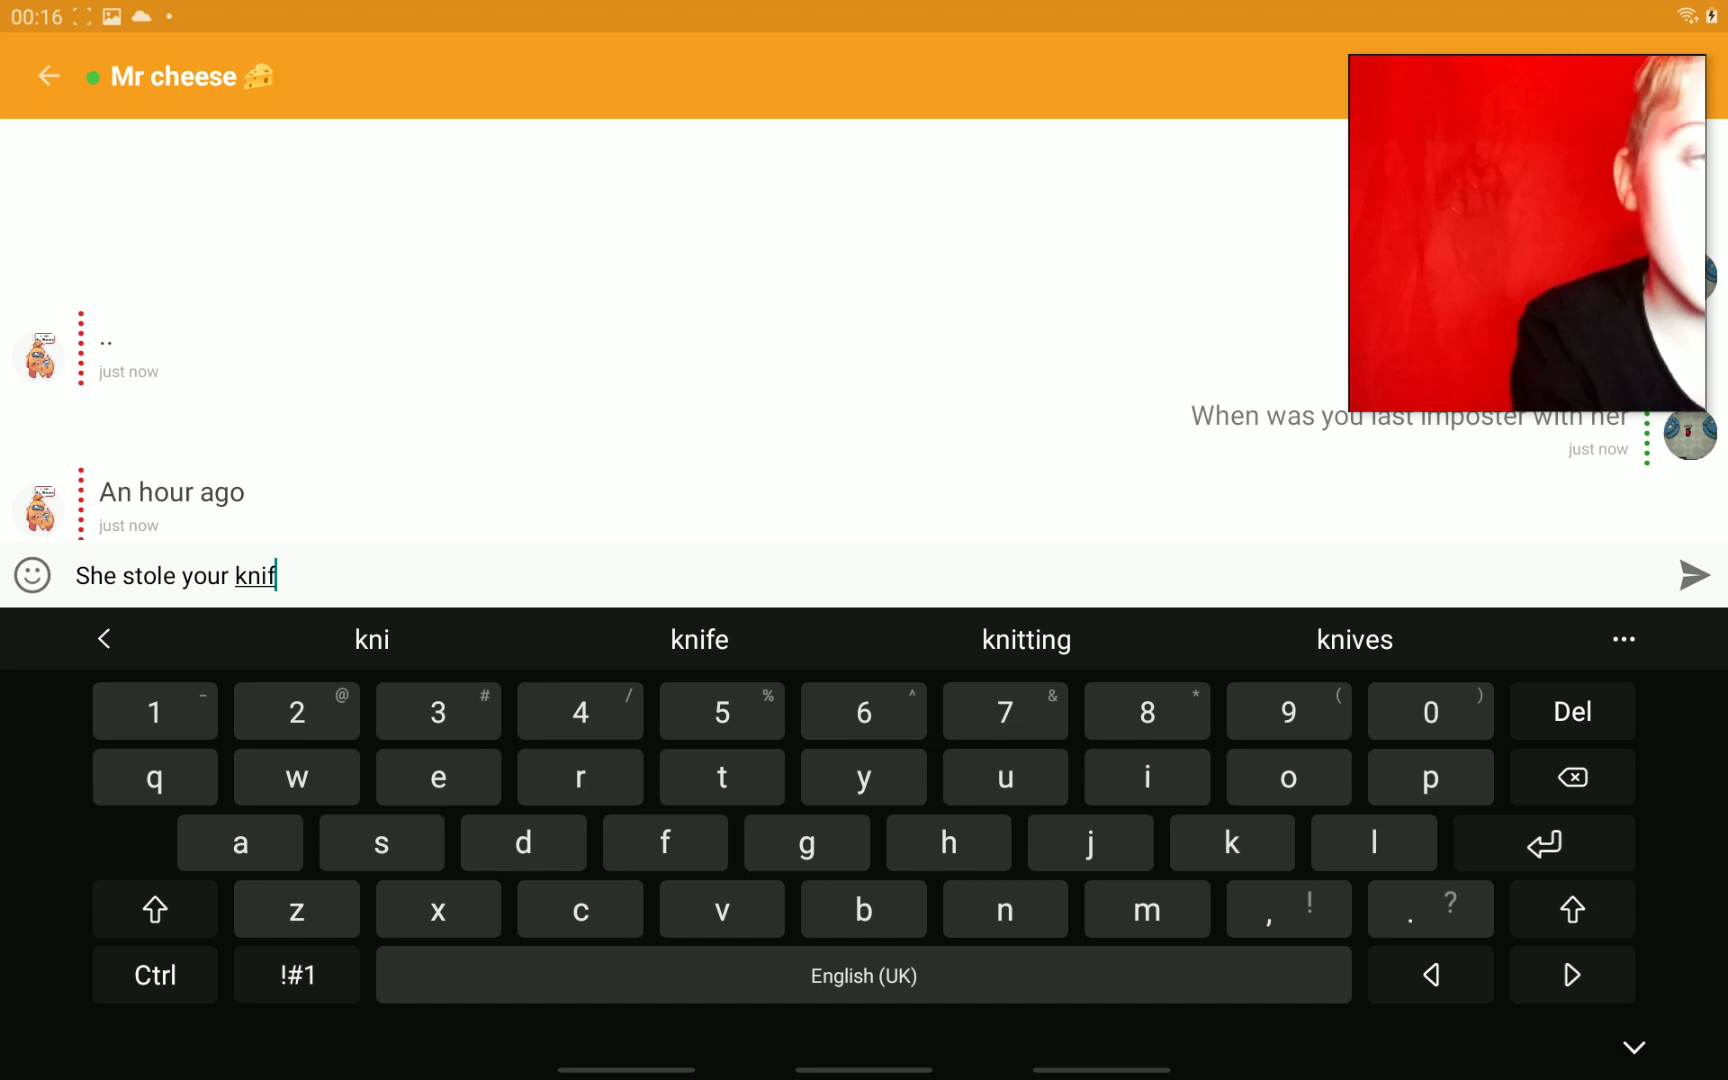 00:16
Mr cheese 🧀
..
just now
When was you last imposter with her
just now
An hour ago
just now
She stole your knif
kni knife knitting knives ...
1 - 2 @ 3 # 4 / 5 % 6 ^ 7 & 8 * 9 ( 0 ) Del
q w e r t y u i o p
a s d f g h j k l
z x c v b n m , ! . ?
Ctrl !#1 English (UK)